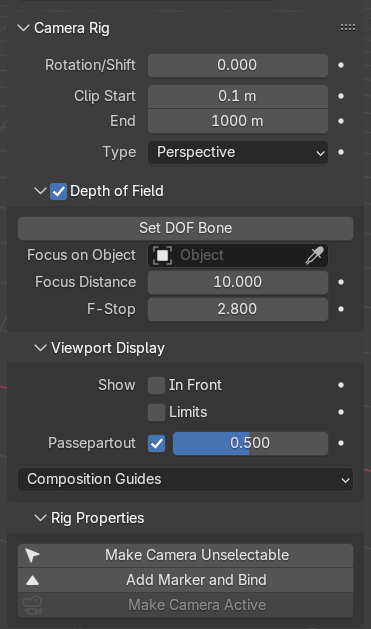 Camera Rig
Rotation/Shift 0.000
Clip Start 0.1 m
End 1000 m
Type Perspective
Depth of Field
Set DOF Bone
Focus on Object Object
Focus Distance 10.000
F-Stop 2.800
Viewport Display
Show In Front
Limits
Passepartout 0.500
Composition Guides
Rig Properties
Make Camera Unselectable
Add Marker and Bind
Make Camera Active